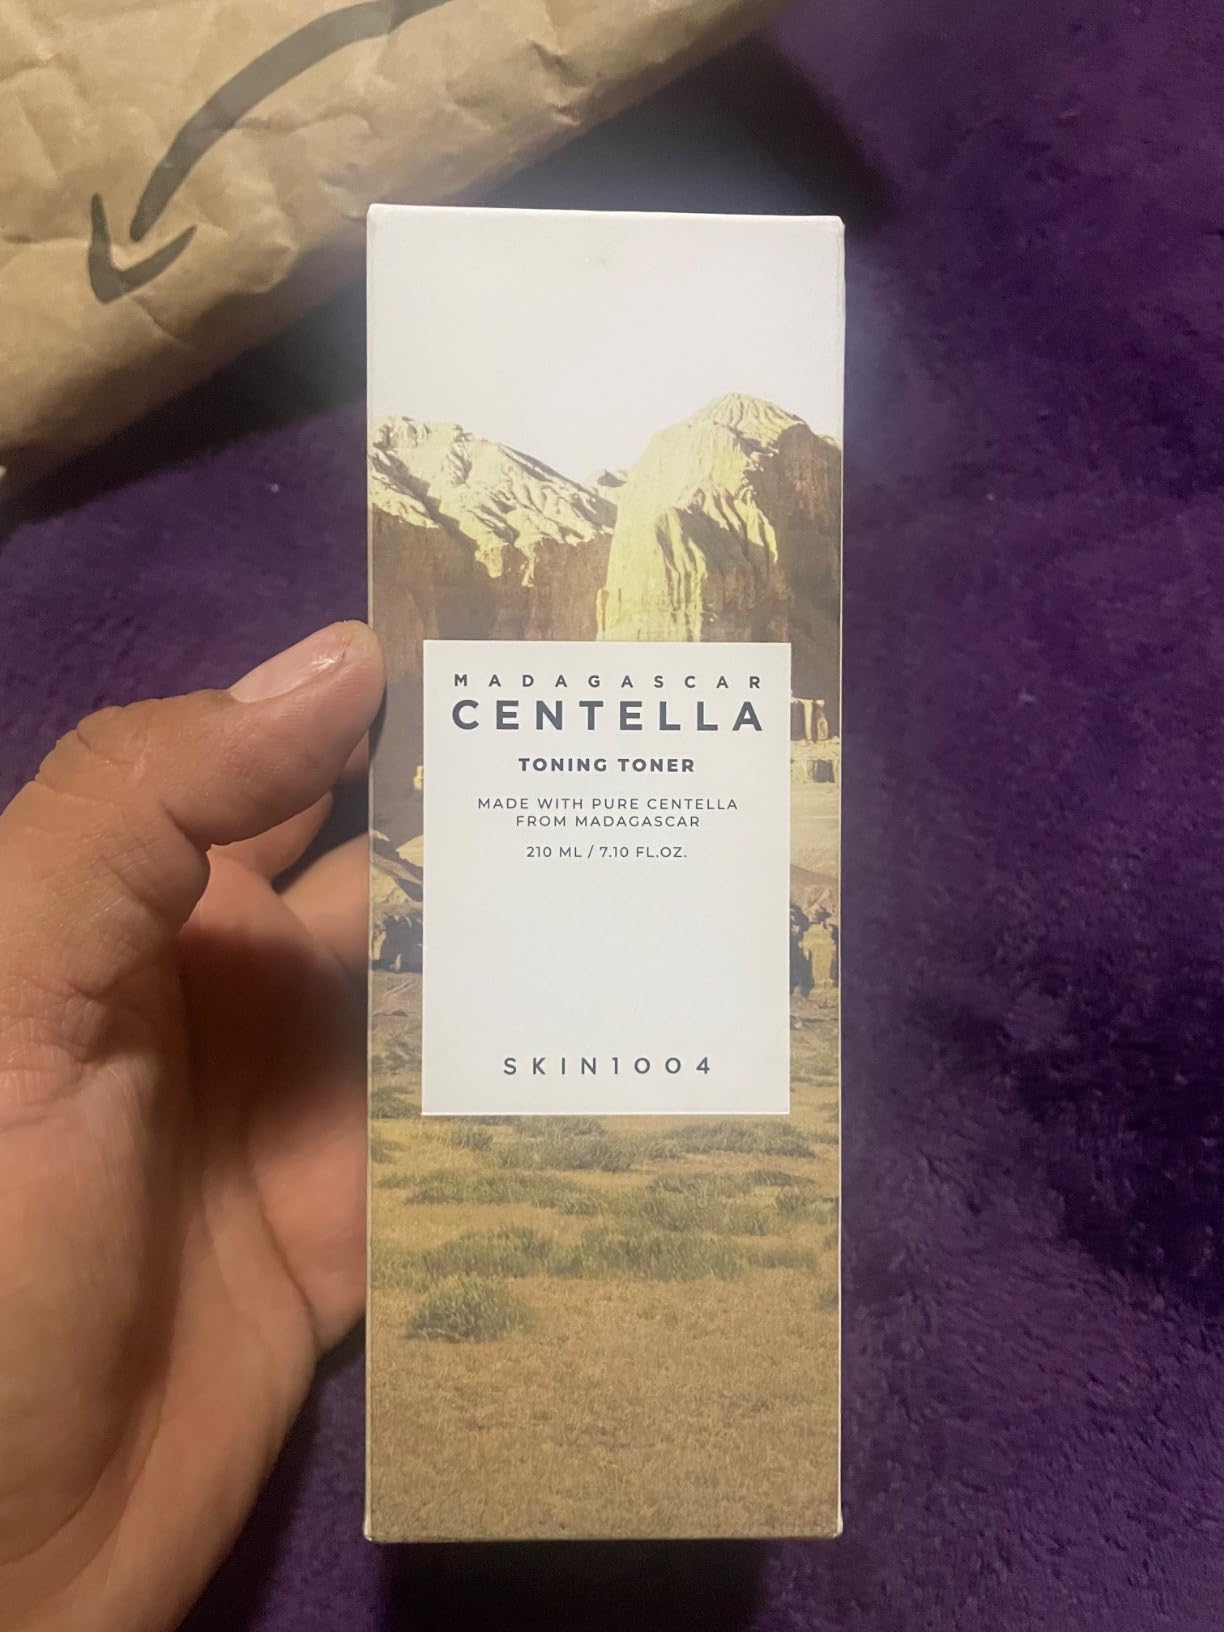 MADAGASCAR
CENTELLA
TONING TONER
MADE WITH PURE CENTELLA
FROM MADAGASCAR
210 ML / 7.10 FL.OZ.
SKIN1004